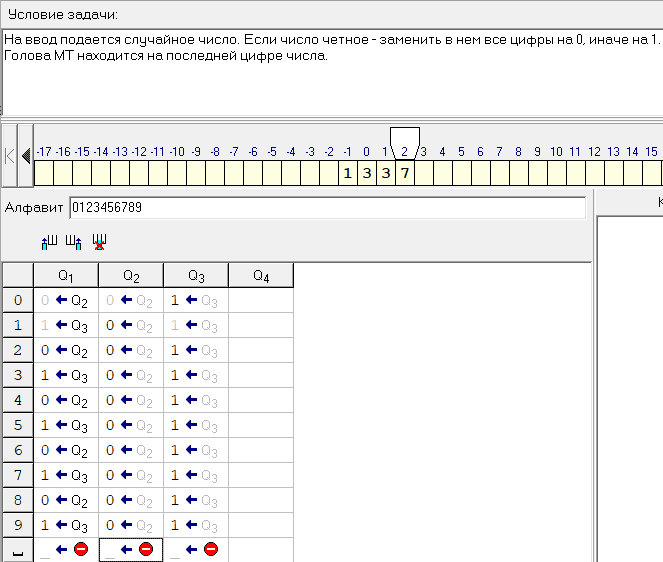 Условие задачи:
На ввод подается случайное число. Если число четное - заменить в нем все цифры на 0, иначе на 1.
Голова МТ находится на последней цифре числа.
-17 -16 -15 -14 -13 -12 -11 -10 -9 -8 -7 -6 -5 -4 -3 -2 -1 0 1 2 3 4 5 6 7 8 9 10 11 12 13 14 15
1 3 3 7
Алфавит 0123456789
К
Q1 Q2 Q3 Q4
0 0 ← Q2 0 ← Q2 1 ← Q3
1 1 ← Q3 0 ← Q2 1 ← Q3
2 0 ← Q2 0 ← Q2 1 ← Q3
3 1 ← Q3 0 ← Q2 1 ← Q3
4 0 ← Q2 0 ← Q2 1 ← Q3
5 1 ← Q3 0 ← Q2 1 ← Q3
6 0 ← Q2 0 ← Q2 1 ← Q3
7 1 ← Q3 0 ← Q2 1 ← Q3
8 0 ← Q2 0 ← Q2 1 ← Q3
9 1 ← Q3 0 ← Q2 1 ← Q3
␣ _ ← _ ← _ ←